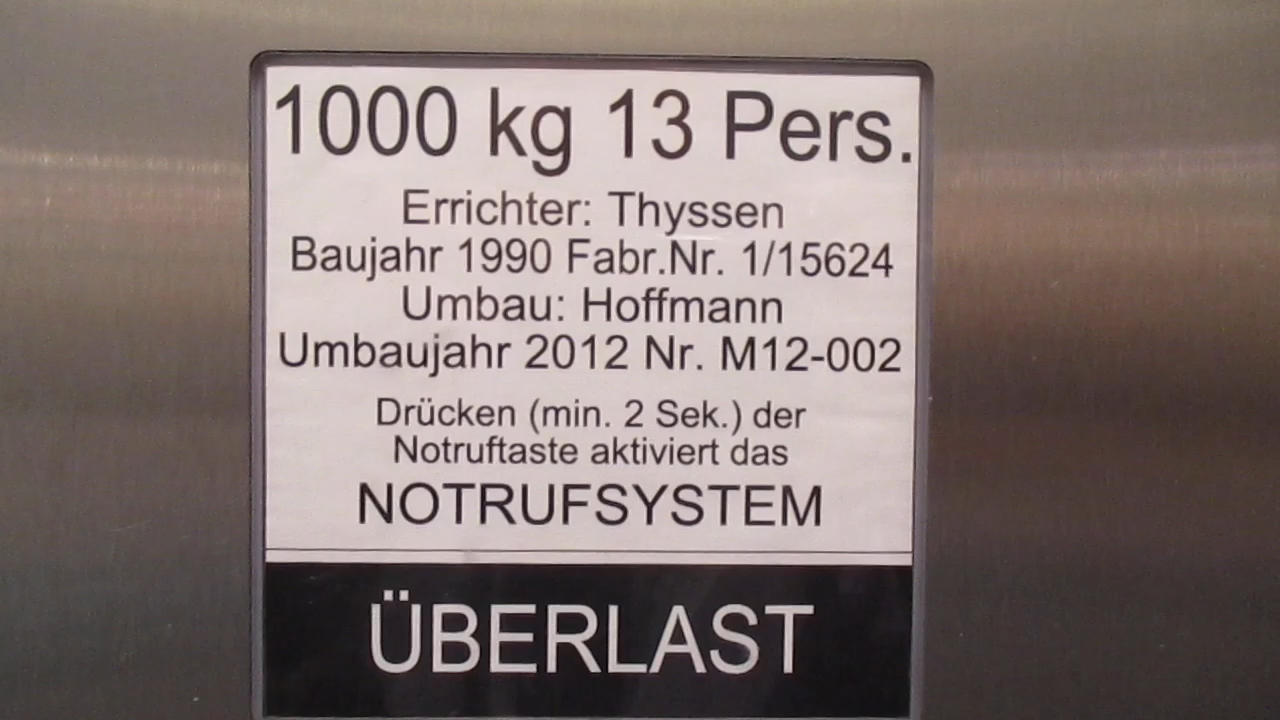 1000 kg 13 Pers.
Errichter: Thyssen
Baujahr 1990 Fabr.Nr. 1/15624
Umbau: Hoffmann
Umbaujahr 2012 Nr. M12-002
Drücken (min. 2 Sek.) der
Notruftaste aktiviert das
NOTRUFSYSTEM
ÜBERLAST